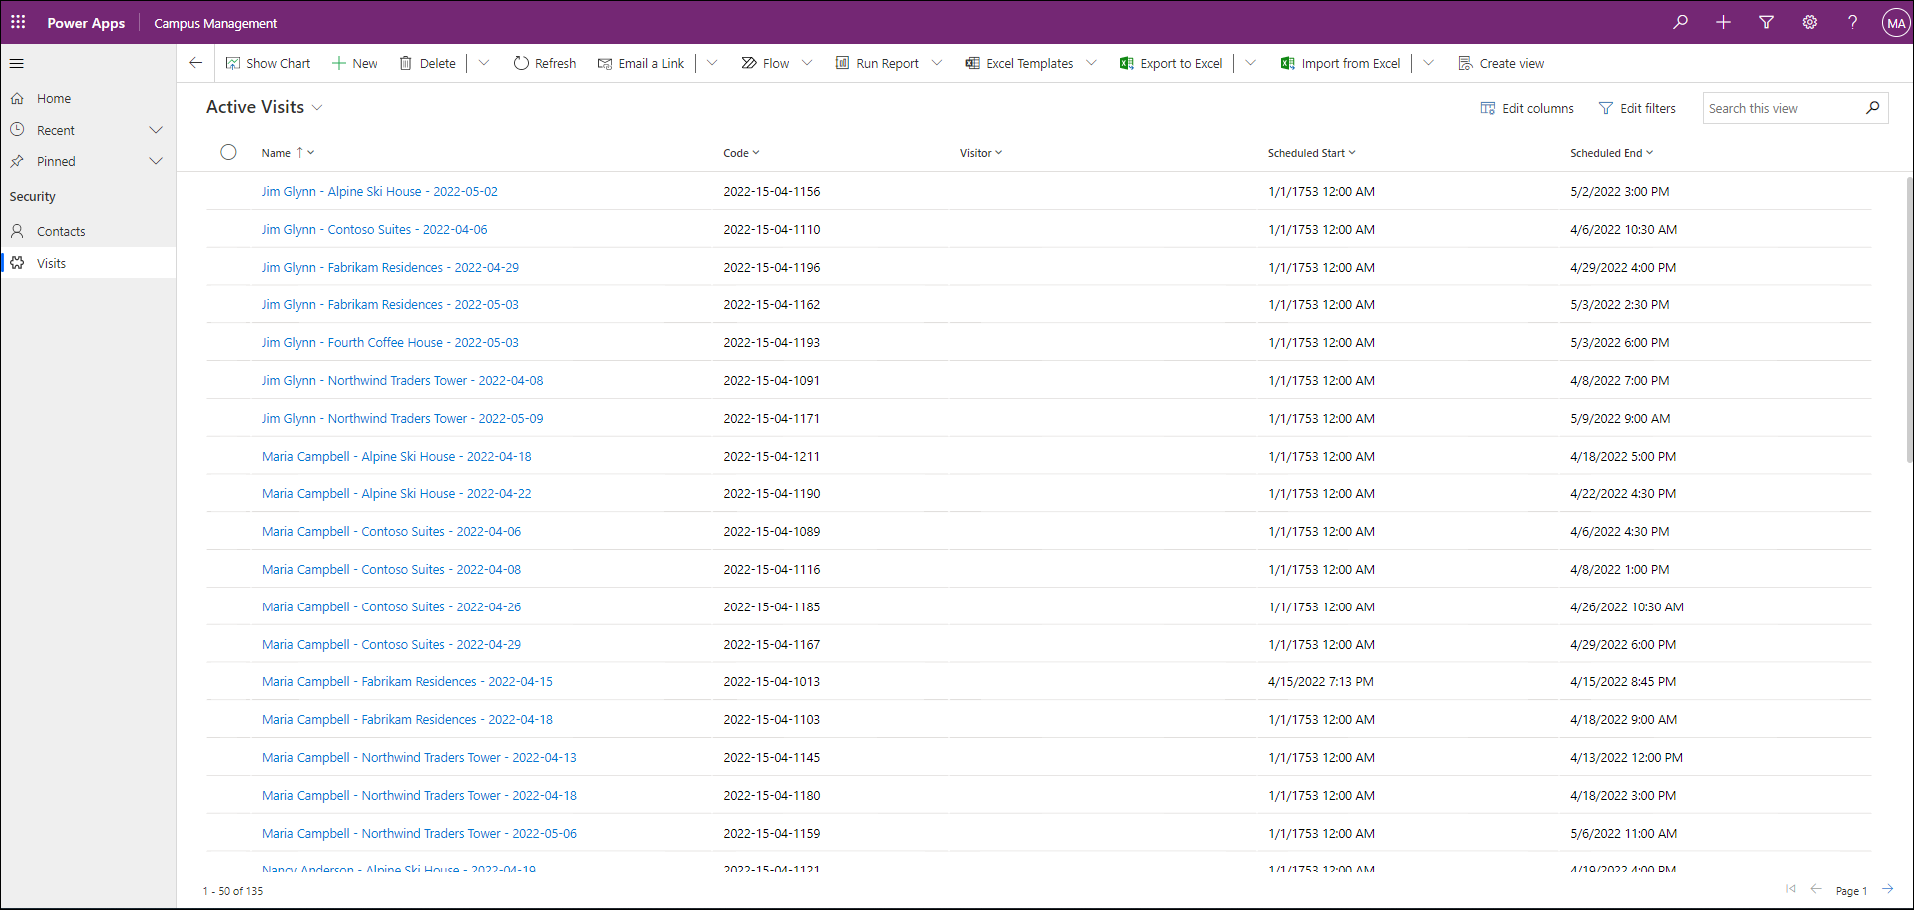 Power Apps Campus Management MA
Show Chart New Delete Refresh Email a Link Flow Run Report Excel Templates Export to Excel Import from Excel Create view
Home
Recent
Pinned
Security
Contacts
Visits
Active Visits Edit columns Edit filters Search this view
Name Code Visitor Scheduled Start Scheduled End
Jim Glynn - Alpine Ski House - 2022-05-02 2022-15-04-1156 1/1/1753 12:00 AM 5/2/2022 3:00 PM
Jim Glynn - Contoso Suites - 2022-04-06 2022-15-04-1110 1/1/1753 12:00 AM 4/6/2022 10:30 AM
Jim Glynn - Fabrikam Residences - 2022-04-29 2022-15-04-1196 1/1/1753 12:00 AM 4/29/2022 4:00 PM
Jim Glynn - Fabrikam Residences - 2022-05-03 2022-15-04-1162 1/1/1753 12:00 AM 5/3/2022 2:30 PM
Jim Glynn - Fourth Coffee House - 2022-05-03 2022-15-04-1193 1/1/1753 12:00 AM 5/3/2022 6:00 PM
Jim Glynn - Northwind Traders Tower - 2022-04-08 2022-15-04-1091 1/1/1753 12:00 AM 4/8/2022 7:00 PM
Jim Glynn - Northwind Traders Tower - 2022-05-09 2022-15-04-1171 1/1/1753 12:00 AM 5/9/2022 9:00 AM
Maria Campbell - Alpine Ski House - 2022-04-18 2022-15-04-1211 1/1/1753 12:00 AM 4/18/2022 5:00 PM
Maria Campbell - Alpine Ski House - 2022-04-22 2022-15-04-1190 1/1/1753 12:00 AM 4/22/2022 4:30 PM
Maria Campbell - Contoso Suites - 2022-04-06 2022-15-04-1089 1/1/1753 12:00 AM 4/6/2022 4:30 PM
Maria Campbell - Contoso Suites - 2022-04-08 2022-15-04-1116 1/1/1753 12:00 AM 4/8/2022 1:00 PM
Maria Campbell - Contoso Suites - 2022-04-26 2022-15-04-1185 1/1/1753 12:00 AM 4/26/2022 10:30 AM
Maria Campbell - Contoso Suites - 2022-04-29 2022-15-04-1167 1/1/1753 12:00 AM 4/29/2022 6:00 PM
Maria Campbell - Fabrikam Residences - 2022-04-15 2022-15-04-1013 4/15/2022 7:13 PM 4/15/2022 8:45 PM
Maria Campbell - Fabrikam Residences - 2022-04-18 2022-15-04-1103 1/1/1753 12:00 AM 4/18/2022 9:00 AM
Maria Campbell - Northwind Traders Tower - 2022-04-13 2022-15-04-1145 1/1/1753 12:00 AM 4/13/2022 12:00 PM
Maria Campbell - Northwind Traders Tower - 2022-04-18 2022-15-04-1180 1/1/1753 12:00 AM 4/18/2022 3:00 PM
Maria Campbell - Northwind Traders Tower - 2022-05-06 2022-15-04-1159 1/1/1753 12:00 AM 5/6/2022 11:00 AM
Nancy Anderson - Alpine Ski House - 2022-04-19 2022-15-04-1121 1/1/1753 12:00 AM 4/19/2022 4:00 PM
1 - 50 of 135 Page 1